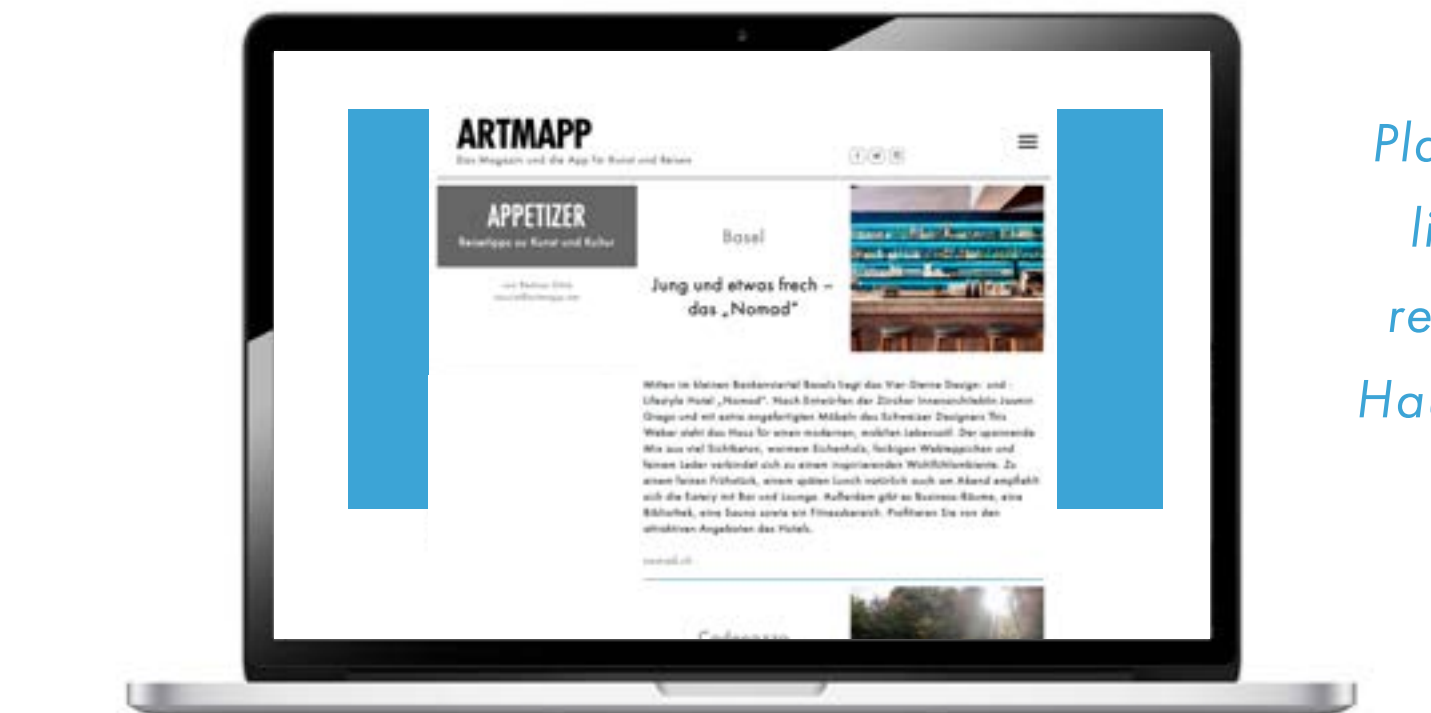 ARTMAPP
Das Magazin und die App für Kunst und Reisen
APPETIZER
Reisetipps zu Kunst und Kultur
Basel
Jung und etwas frech –
das „Nomad“
Mitten im kleinen Bankenviertel Basels liegt das Vier-Sterne Design- und -
Lifestyle Hotel „Nomad“. Nach Entwürfen der Zürcher Innenarchitektin Jasmin
Grego und mit extra angefertigten Möbeln des Schweizer Designers This
Weber steht das Haus für einen modernen, mobilen Lebensstil. Der spannende
Mix aus viel Sichtbeton, warmem Eichenholz, farbigen Webteppichen und
feinem Leder verbindet sich zu einem inspirierenden Wohlfühlambiente. Zu
einem feinen Frühstück, einem späten Lunch natürlich auch am Abend empfiehlt
sich die Eatery mit Bar und Lounge. Außerdem gibt es Business-Räume, eine
Bibliothek, eine Sauna sowie ein Fitnessbereich. Profitieren Sie von den
attraktiven Angeboten des Hotels.
nomad.ch
Pla
li
re
Ha